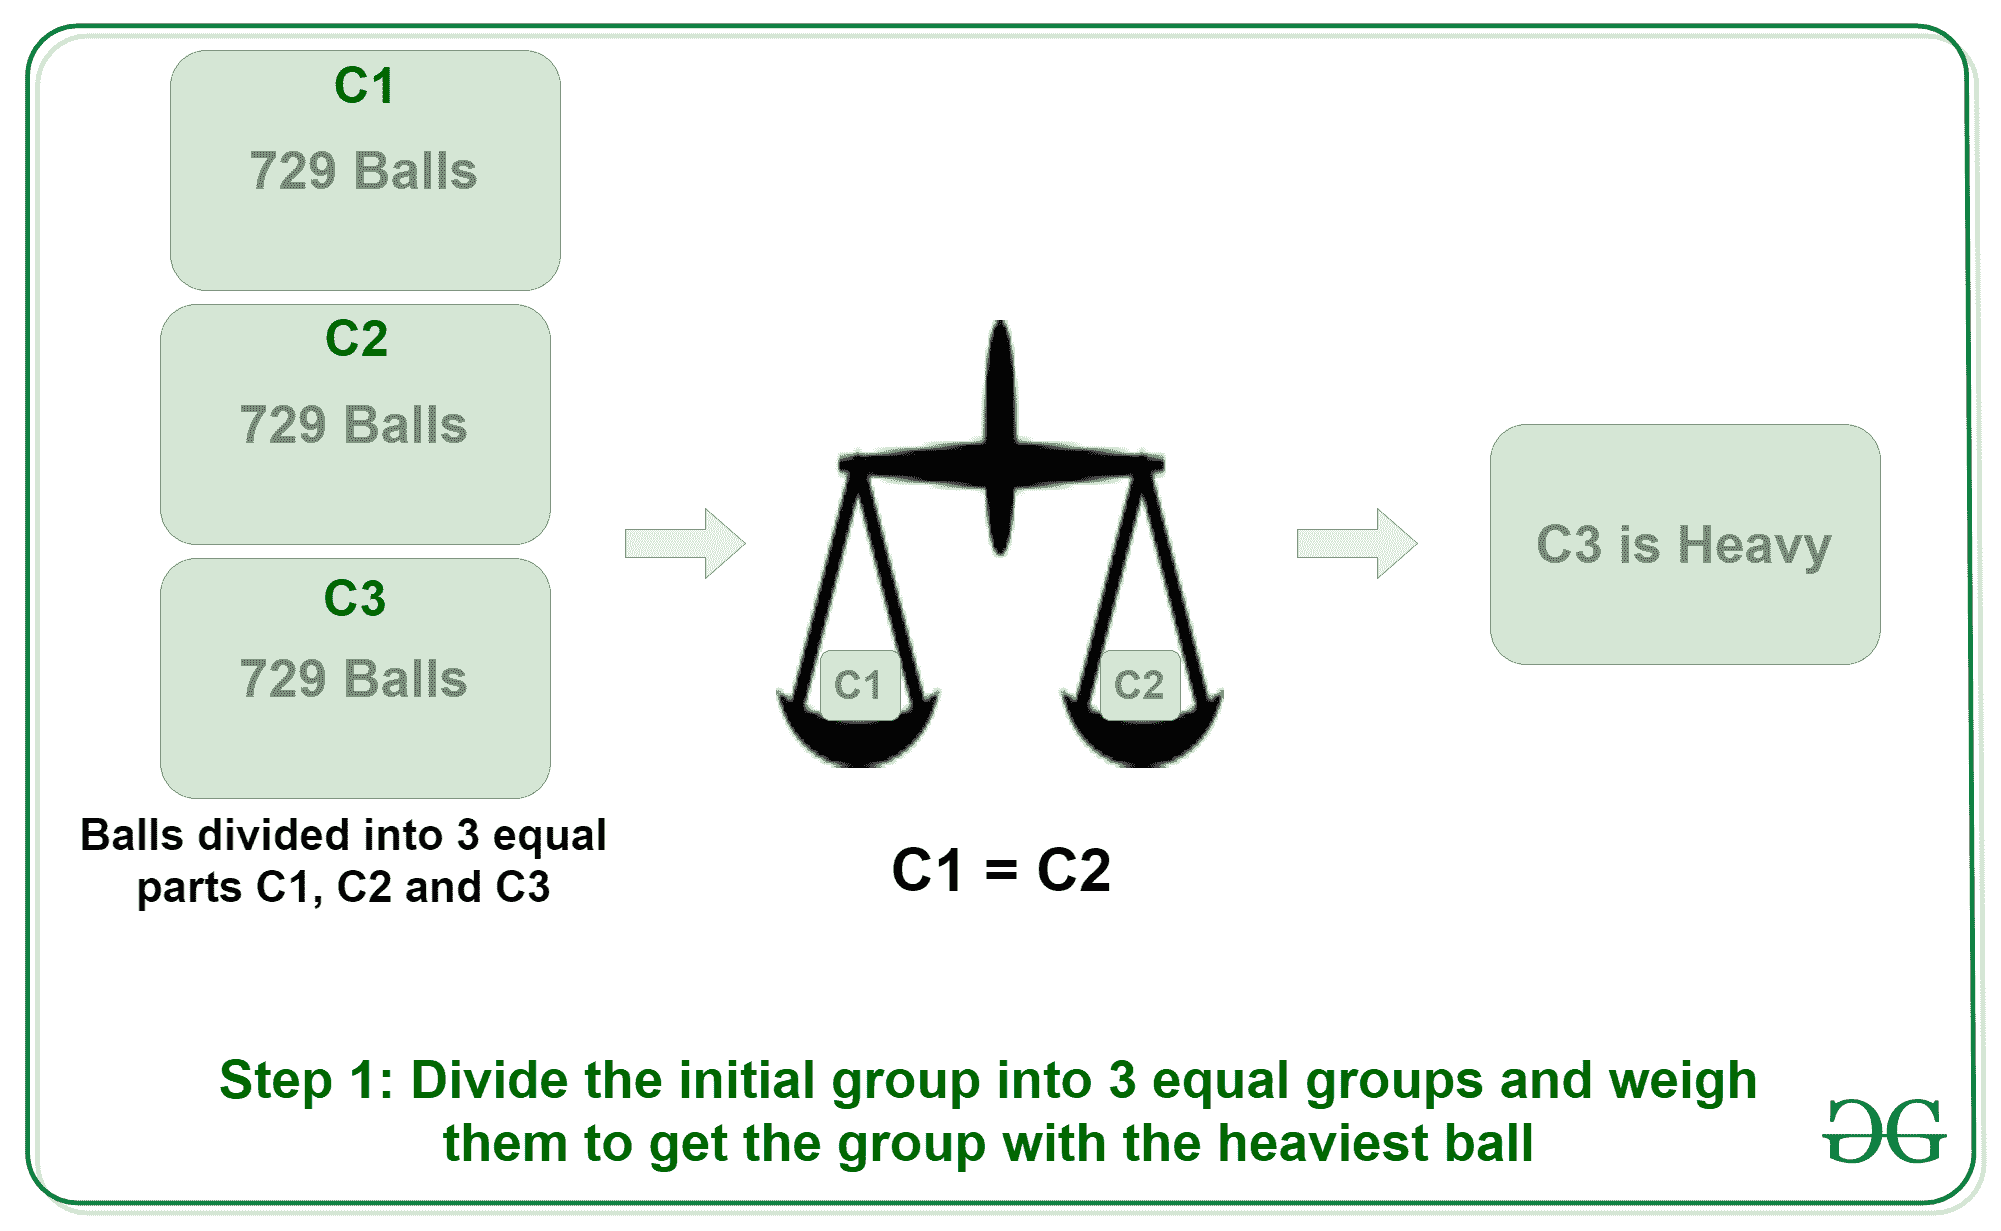 C1
729 Balls
C2
729 Balls
C3
729 Balls
Balls divided into 3 equal
parts C1, C2 and C3
C1
C2
C1 = C2
C3 is Heavy
Step 1: Divide the initial group into 3 equal groups and weigh
them to get the group with the heaviest ball